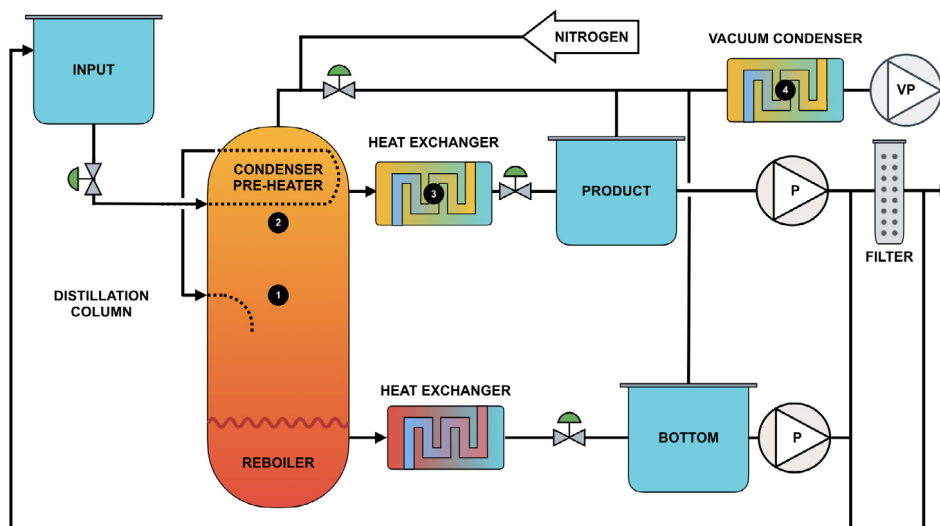 NITROGEN
VACUUM CONDENSER
INPUT
4
VP
HEAT EXCHANGER
CONDENSER
PRE-HEATER
3
PRODUCT
P
2
FILTER
DISTILLATION
COLUMN
1
HEAT EXCHANGER
REBOILER
BOTTOM
P